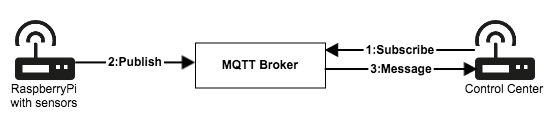 1:Subscribe
2:Publish
MQTT Broker
3:Message
RaspberryPi
with sensors
Control Center